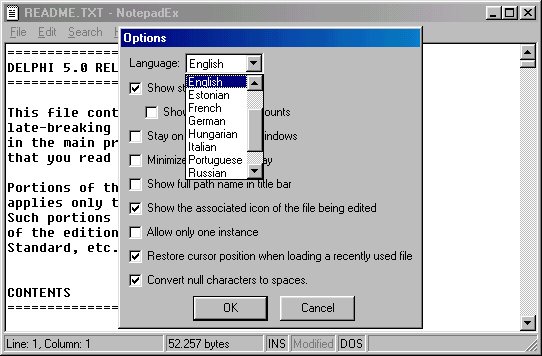 README.TXT - NotepadEx
File Edit Search
DELPHI 5.0 REL
This file cont
late-breaking
in the main pr
that you read
Portions of th
applies only t
Such portions
of the edition
Standard, etc.
CONTENTS
Options
Language: English
English
Estonian
French
German
Hungarian
Italian
Portuguese
Russian
Show st
Sho ounts
Stay on indows
Minimize ay
Show full path name in title bar
Show the associated icon of the file being edited
Allow only one instance
Restore cursor position when loading a recently used file
Convert null characters to spaces.
OK Cancel
Line: 1, Column: 1 52.257 bytes INS Modified DOS